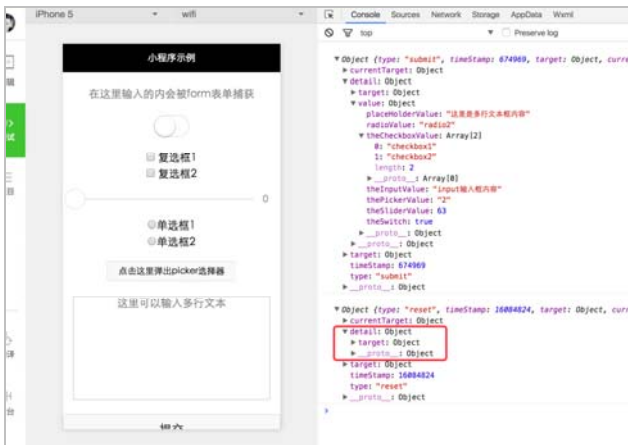 iPhone 5
wifi
Console Sources Network Storage AppData Wxml
top
Preserve log
小程序示例
在这里输入的内会被form表单捕获
复选框1
复选框2
0
单选框1
单选框2
点击这里弹出picker选择器
这里可以输入多行文本
提交
辑
试
目
译
台
Object {type: "submit", timeStamp: 674969, target: Object, curre
currentTarget: Object
detail: Object
target: Object
value: Object
placeHolderValue: "这里是多行文本框内容"
radioValue: "radio2"
theCheckboxValue: Array[2]
0: "checkbox1"
1: "checkbox2"
length: 2
__proto__: Array[0]
theInputValue: "input输入框内容"
thePickerValue: "2"
theSliderValue: 63
theSwitch: true
__proto__: Object
target: Object
timeStamp: 674969
type: "submit"
__proto__: Object
Object {type: "reset", timeStamp: 16084824, target: Object, curr
currentTarget: Object
detail: Object
target: Object
__proto__: Object
target: Object
timeStamp: 16084824
type: "reset"
__proto__: Object